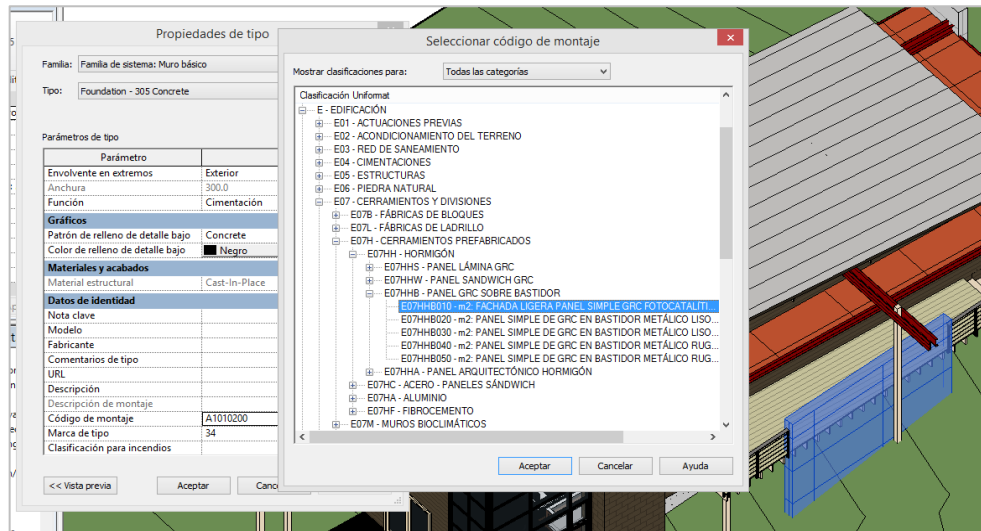 Propiedades de tipo
Familia: Familia de sistema: Muro básico
Tipo: Foundation - 305 Concrete
Parámetros de tipo
Parámetro
Envolvente en extremos Exterior
Anchura 300.0
Función Cimentación
Gráficos
Patrón de relleno de detalle bajo Concrete
Color de relleno de detalle bajo Negro
Materiales y acabados
Material estructural Cast-In-Place
Datos de identidad
Nota clave
Modelo
Fabricante
Comentarios de tipo
URL
Descripción
Descripción de montaje
Código de montaje A1010200
Marca de tipo 34
Clasificación para incendios
<< Vista previa Aceptar Canc
Seleccionar código de montaje
Mostrar clasificaciones para: Todas las categorías
Clasificación Uniformat
E - EDIFICACIÓN
E01 - ACTUACIONES PREVIAS
E02 - ACONDICIONAMIENTO DEL TERRENO
E03 - RED DE SANEAMIENTO
E04 - CIMENTACIONES
E05 - ESTRUCTURAS
E06 - PIEDRA NATURAL
E07 - CERRAMIENTOS Y DIVISIONES
E07B - FÁBRICAS DE BLOQUES
E07L - FÁBRICAS DE LADRILLO
E07H - CERRAMIENTOS PREFABRICADOS
E07HH - HORMIGÓN
E07HHS - PANEL LÁMINA GRC
E07HHW - PANEL SANDWICH GRC
E07HHB - PANEL GRC SOBRE BASTIDOR
E07HHB010 - m2: FACHADA LIGERA PANEL SIMPLE GRC FOTOCATALÍTI...
E07HHB020 - m2: PANEL SIMPLE DE GRC EN BASTIDOR METÁLICO LISO...
E07HHB030 - m2: PANEL SIMPLE DE GRC EN BASTIDOR METÁLICO LISO...
E07HHB040 - m2: PANEL SIMPLE DE GRC EN BASTIDOR METÁLICO RUG...
E07HHB050 - m2: PANEL SIMPLE DE GRC EN BASTIDOR METÁLICO RUG...
E07HHA - PANEL ARQUITECTÓNICO HORMIGÓN
E07HC - ACERO - PANELES SÁNDWICH
E07HA - ALUMINIO
E07HF - FIBROCEMENTO
E07M - MUROS BIOCLIMÁTICOS
Aceptar Cancelar Ayuda